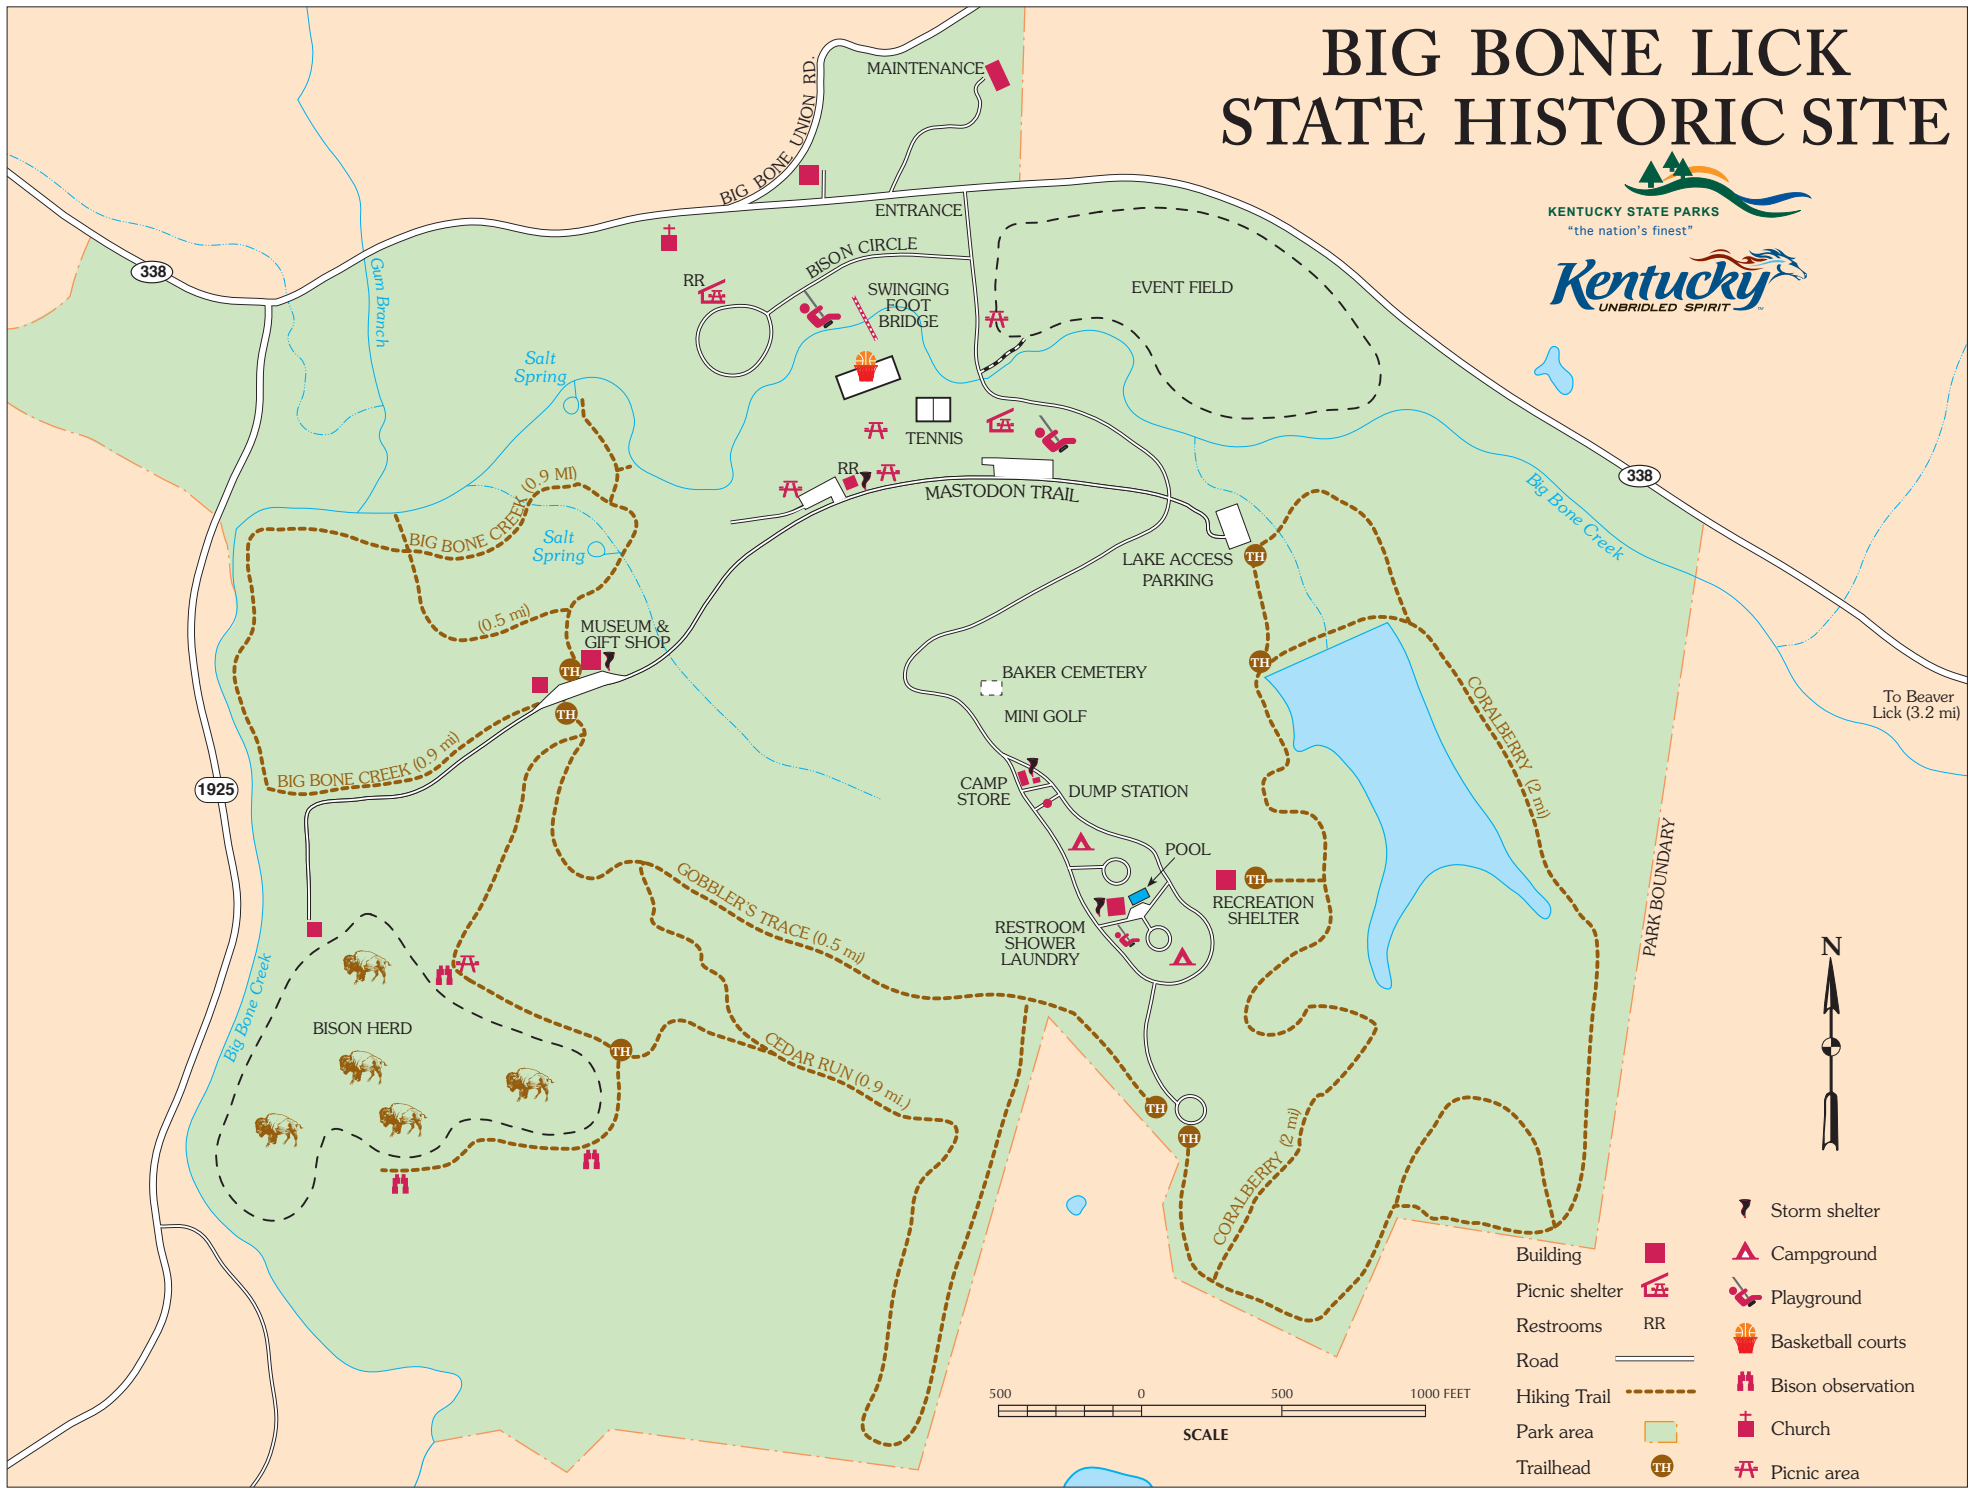 BIG BONE LICK
STATE HISTORIC SITE
KENTUCKY STATE PARKS
“the nation's finest”
Kentucky
UNBRIDLED SPIRIT™
MAINTENANCE
BIG BONE UNION RD.
ENTRANCE
BISON CIRCLE
RR
SWINGING
FOOT
BRIDGE
EVENT FIELD
338
Gum Branch
Salt
Spring
TENNIS
RR
MASTODON TRAIL
338
Big Bone Creek
BIG BONE CREEK (0.9 MI)
Salt
Spring
LAKE ACCESS
PARKING
TH
(0.5 mi)
MUSEUM &
GIFT SHOP
TH
TH
TH
BAKER CEMETERY
MINI GOLF
CORALBERRY (2 mi)
To Beaver
Lick (3.2 mi)
BIG BONE CREEK (0.9 mi)
1925
CAMP
STORE
DUMP STATION
POOL
PARK BOUNDARY
GOBBLER'S TRACE (0.5 mi)
TH
RECREATION
SHELTER
RESTROOM
SHOWER
LAUNDRY
N
Big Bone Creek
BISON HERD
TH
CEDAR RUN (0.9 mi.)
TH
TH
CORALBERRY (2 mi)
Storm shelter
Building
Campground
Picnic shelter
Playground
Restrooms
RR
Basketball courts
Road
Bison observation
Hiking Trail
Church
Park area
Picnic area
Trailhead
TH
500
0
500
1000 FEET
SCALE